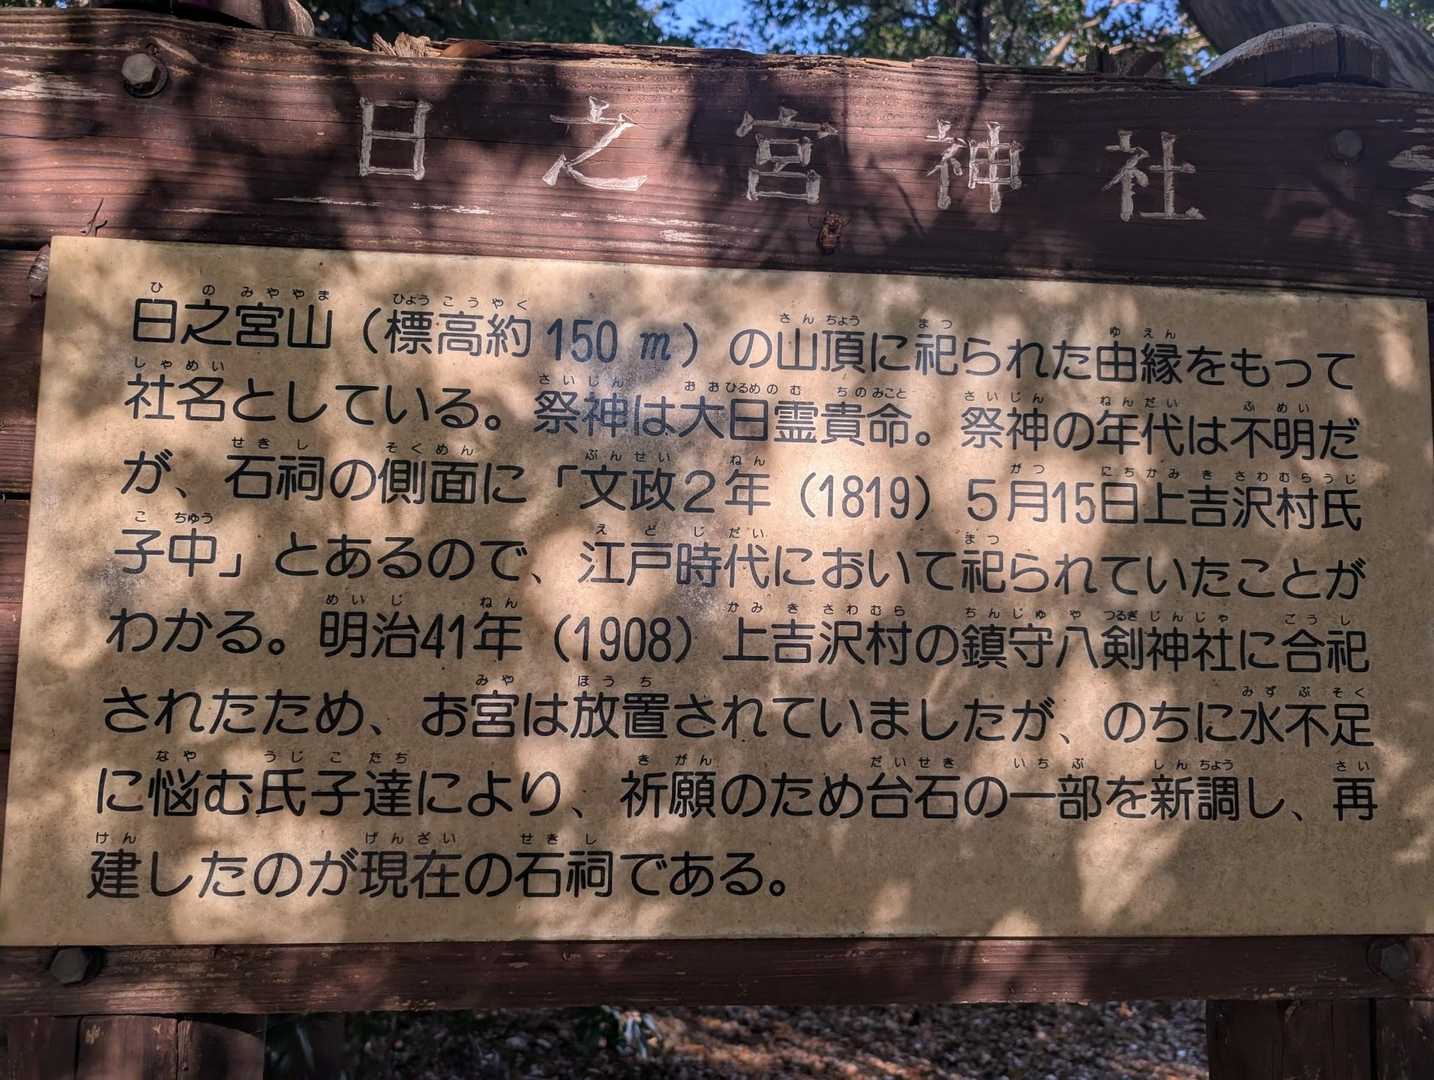 日之宮神社
日之宮山（標高約150m）の山頂に祀られた由縁をもって
社名としている。祭神は大日霊貴命。祭神の年代は不明だ
が、石祠の側面に「文政２年（1819）５月15日上吉沢村氏
子中」とあるので、江戸時代において祀られていたことが
わかる。明治41年（1908）上吉沢村の鎮守八剣神社に合祀
されたため、お宮は放置されていましたが、のちに水不足
に悩む氏子達により、祈願のため台石の一部を新調し、再
建したのが現在の石祠である。